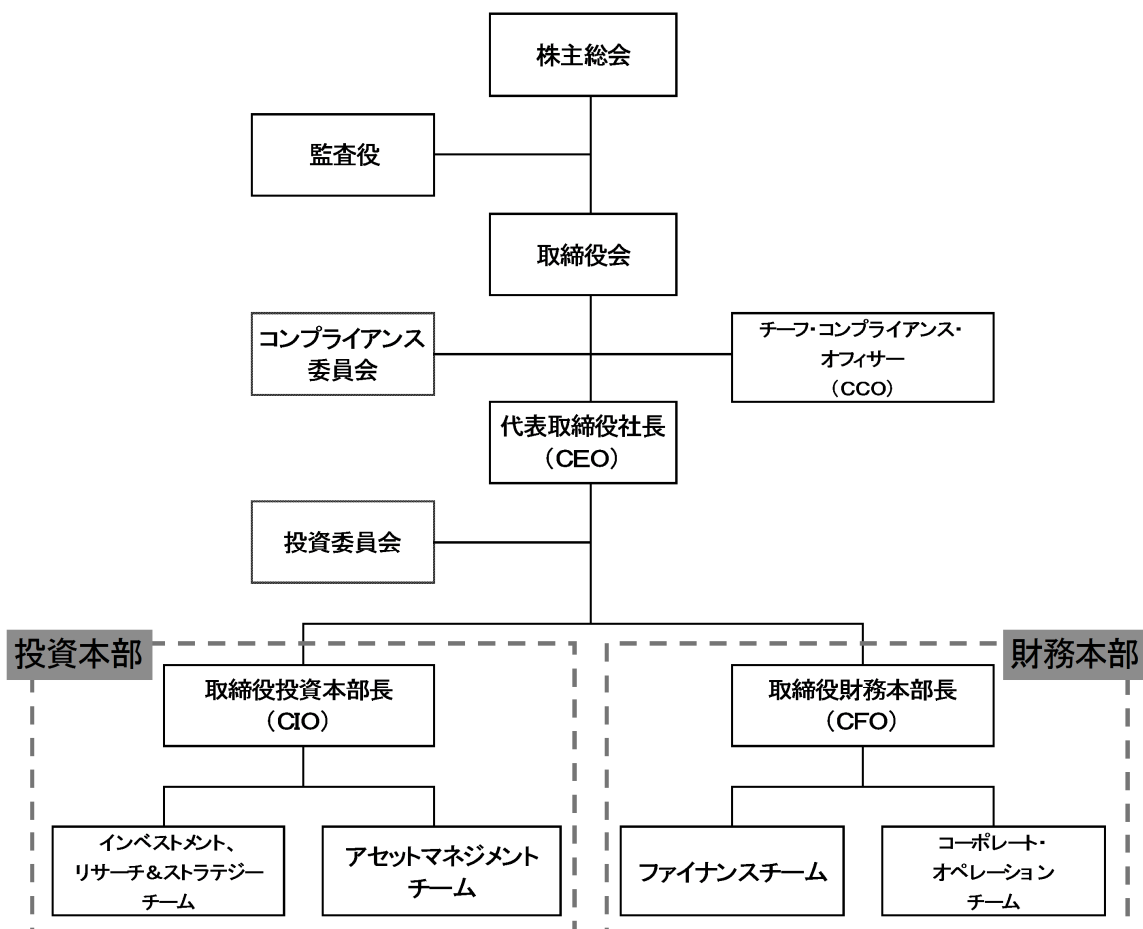 株主総会
監査役
取締役会
コンプライアンス
委員会
チーフ・コンプライアンス・
オフィサー
（CCO）
代表取締役社長
（CEO）
投資委員会
投資本部
財務本部
取締役投資本部長
（CIO）
取締役財務本部長
（CFO）
インベストメント、
リサーチ&ストラテジー
チーム
アセットマネジメント
チーム
ファイナンスチーム
コーポレート・
オペレーション
チーム